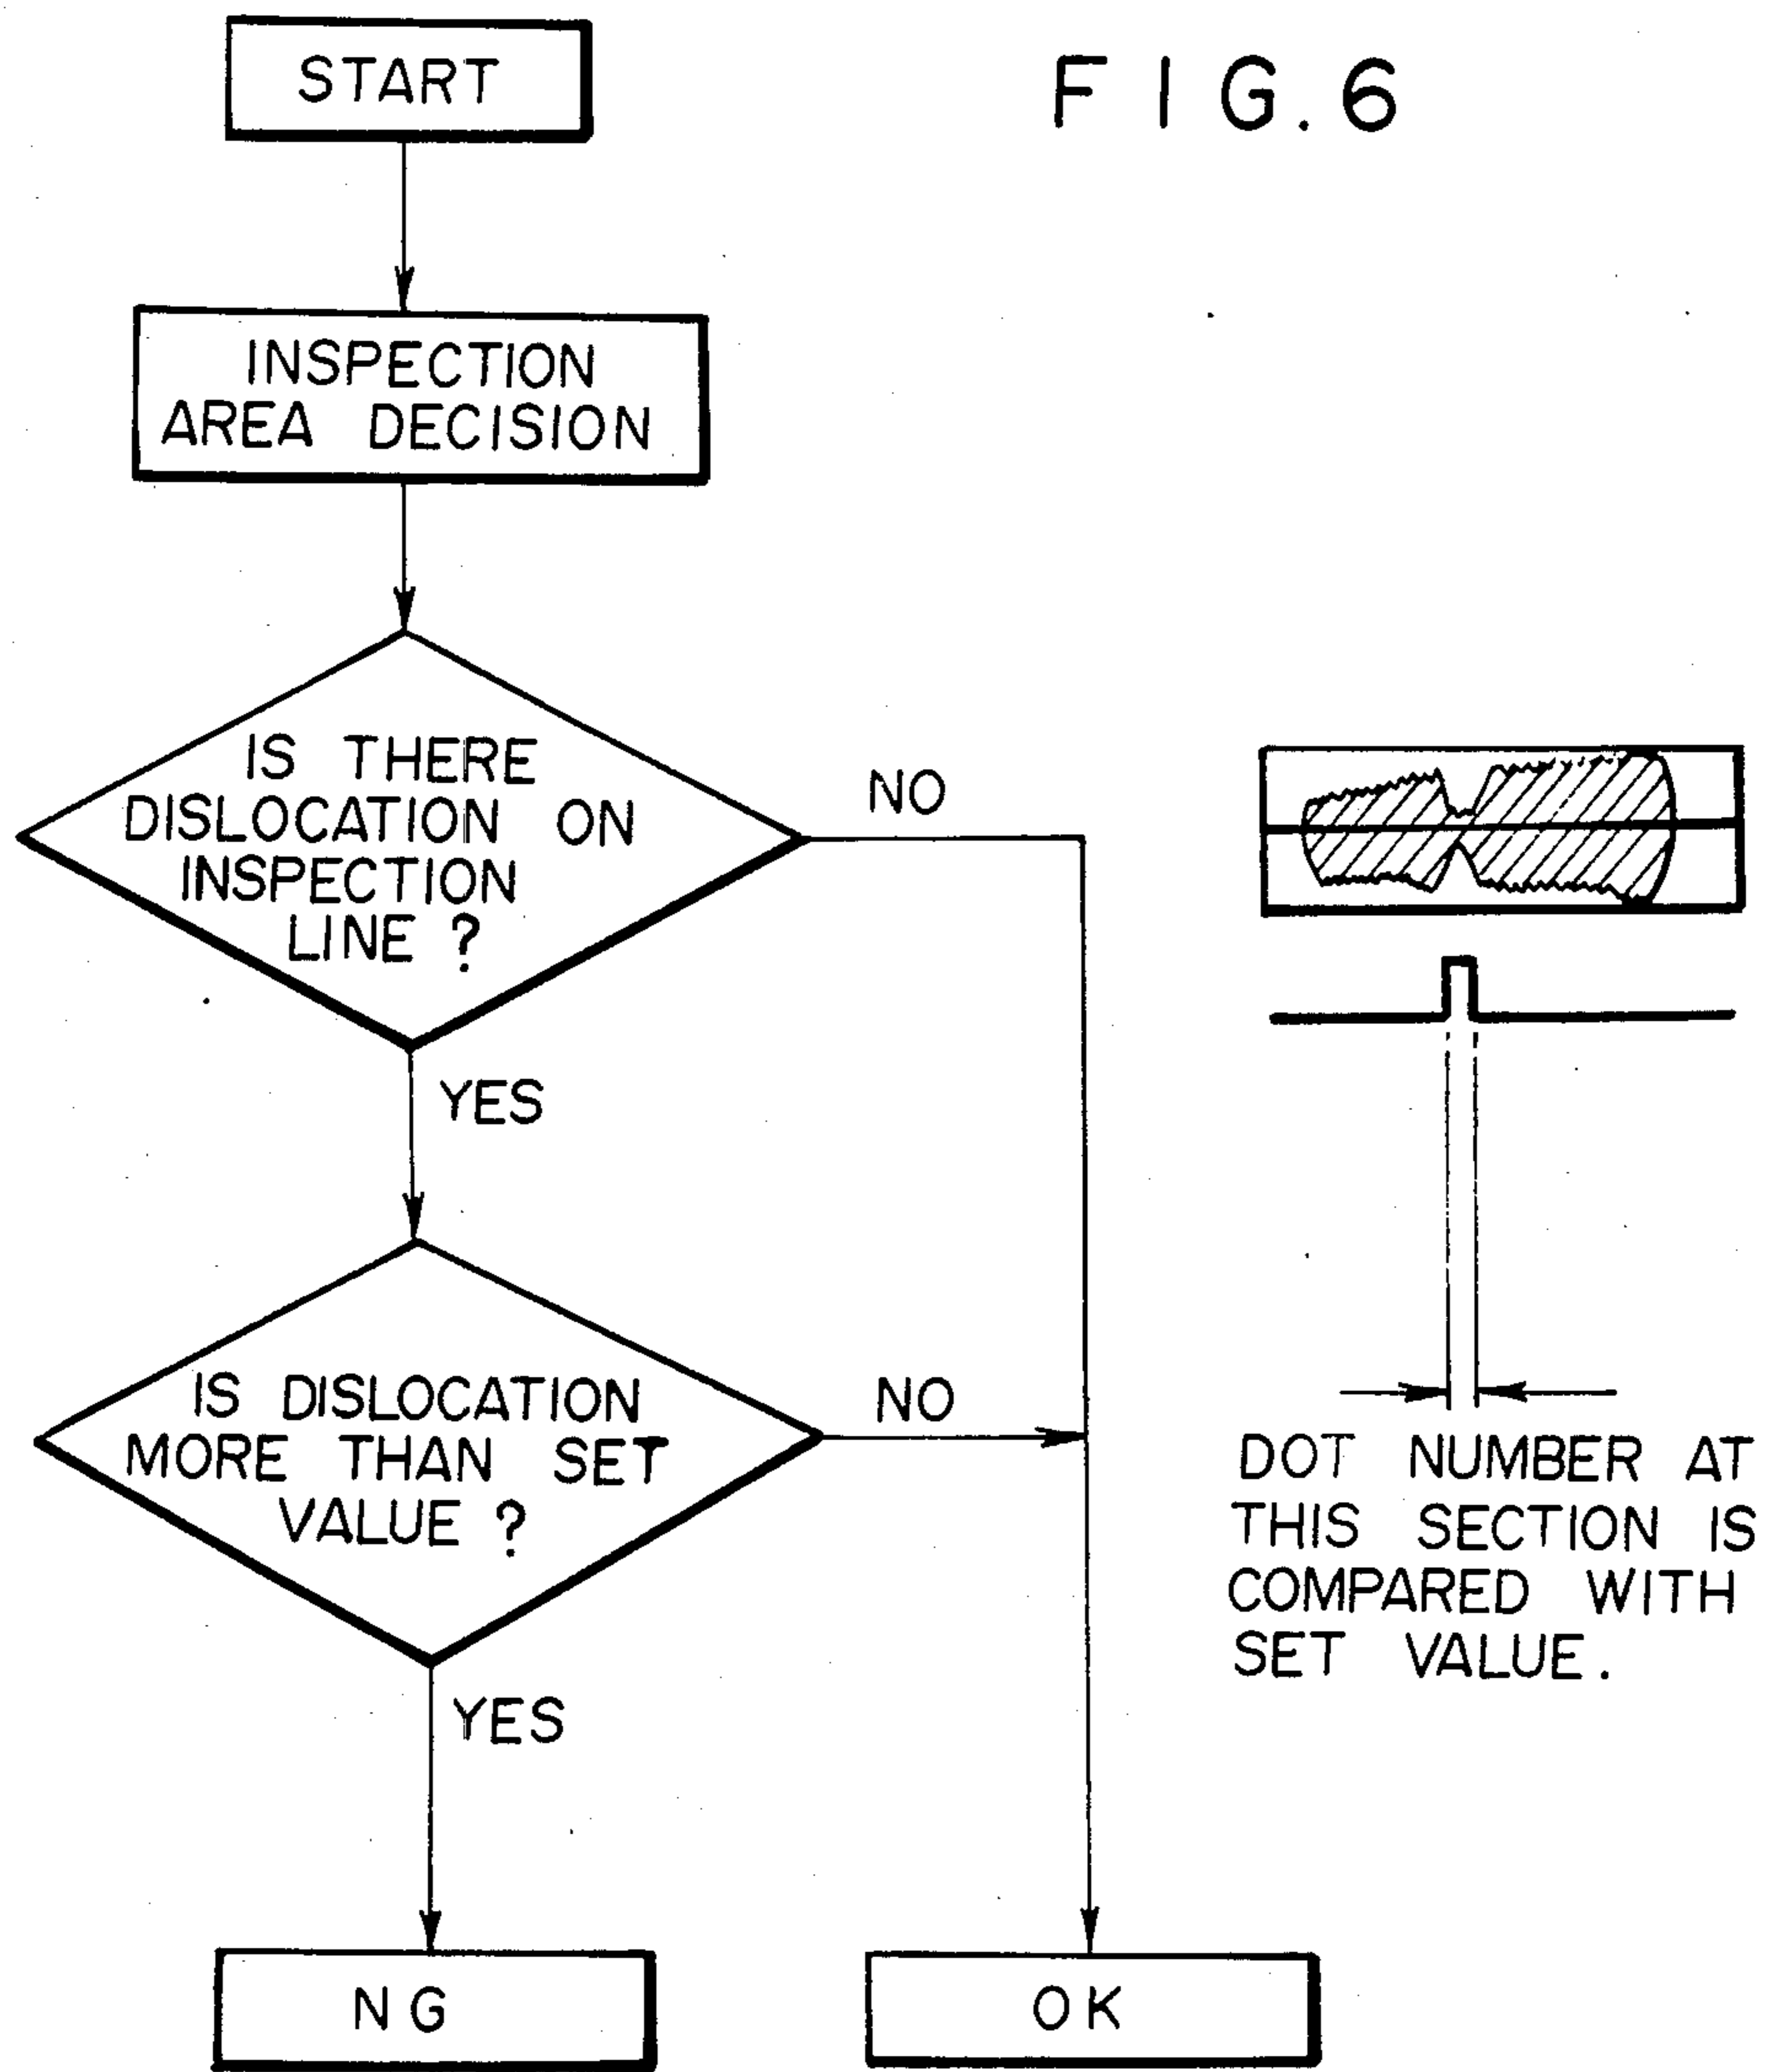 START
FIG.6
INSPECTION
AREA DECISION
IS THERE
DISLOCATION ON
INSPECTION
LINE ?
NO
YES
IS DISLOCATION
MORE THAN SET
VALUE ?
NO
YES
DOT NUMBER AT
THIS SECTION IS
COMPARED WITH
SET VALUE.
NG
OK